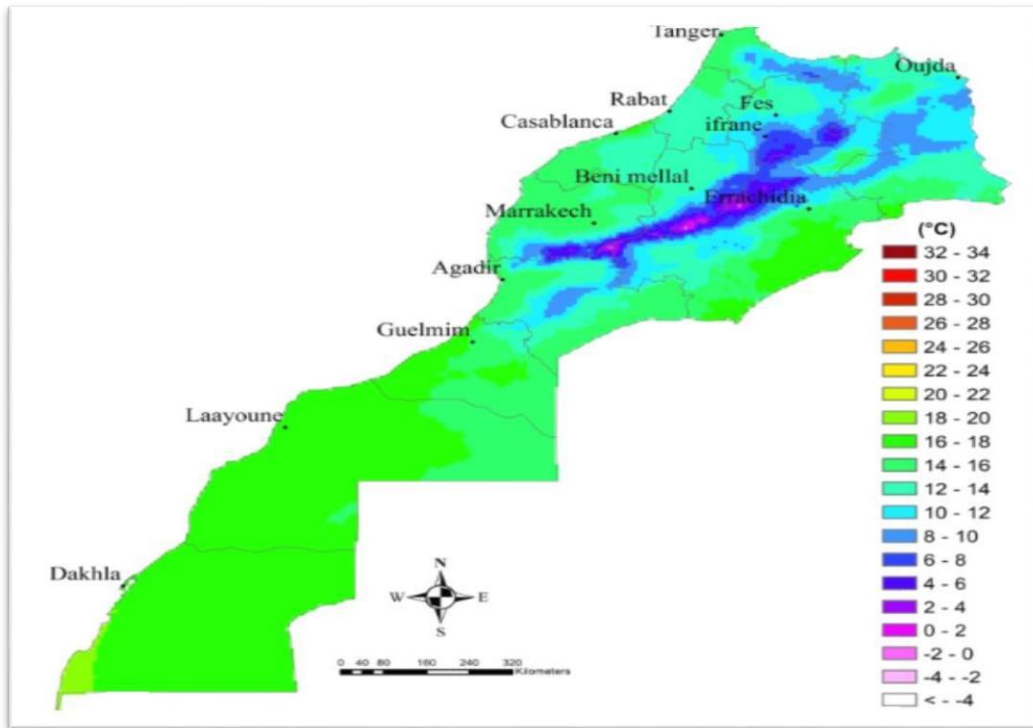 Tanger
Oujda
Rabat
Fes
Casablanca
ifrane
Beni mellal
Errachidia
Marrakech
Agadir
Guelmim
Laayoune
Dakhla
N
W
E
S
0 40 80 160 240 320
Kilometers
(°C)
32 - 34
30 - 32
28 - 30
26 - 28
24 - 26
22 - 24
20 - 22
18 - 20
16 - 18
14 - 16
12 - 14
10 - 12
8 - 10
6 - 8
4 - 6
2 - 4
0 - 2
-2 - 0
-4 - -2
< - -4